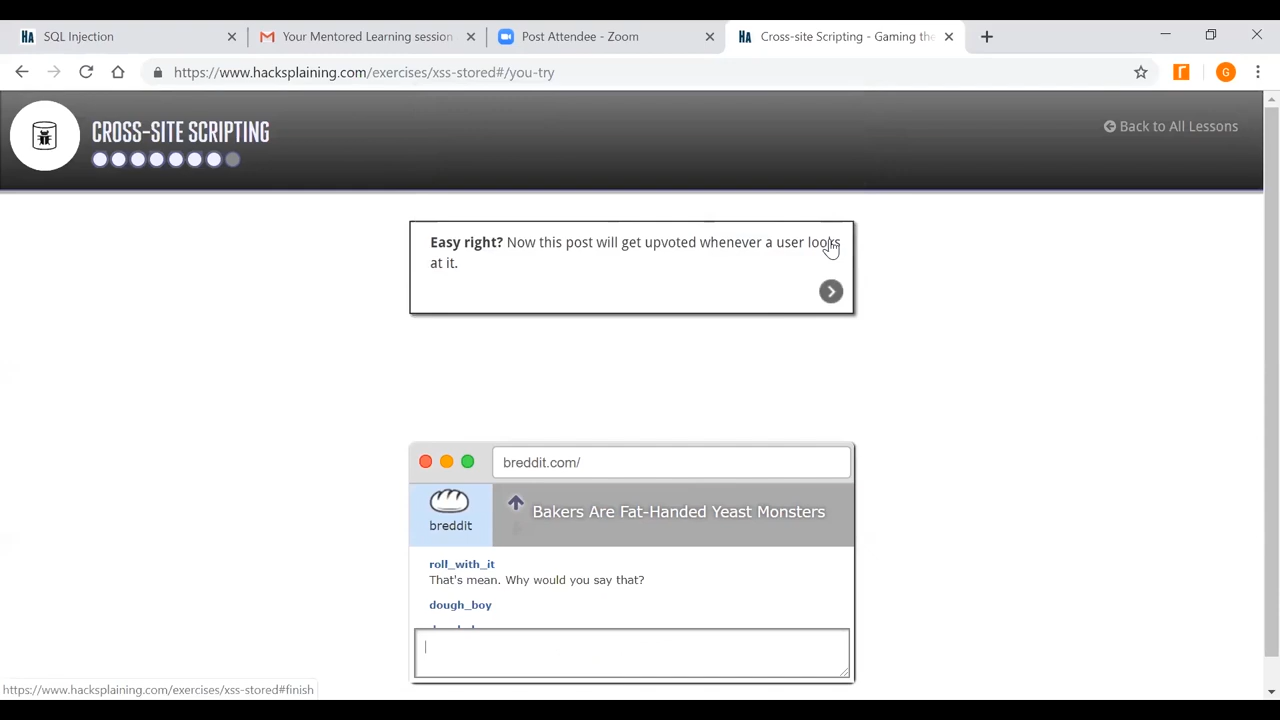 SQL Injection
Your Mentored Learning session
Post Attendee - Zoom
Cross-site Scripting - Gaming the
https://www.hacksplaining.com/exercises/xss-stored#/you-try
G
CROSS-SITE SCRIPTING
Back to All Lessons
Easy right? Now this post will get upvoted whenever a user looks
at it.
breddit.com/
breddit
Bakers Are Fat-Handed Yeast Monsters
roll_with_it
That's mean. Why would you say that?
dough_boy
https://www.hacksplaining.com/exercises/xss-stored#finish